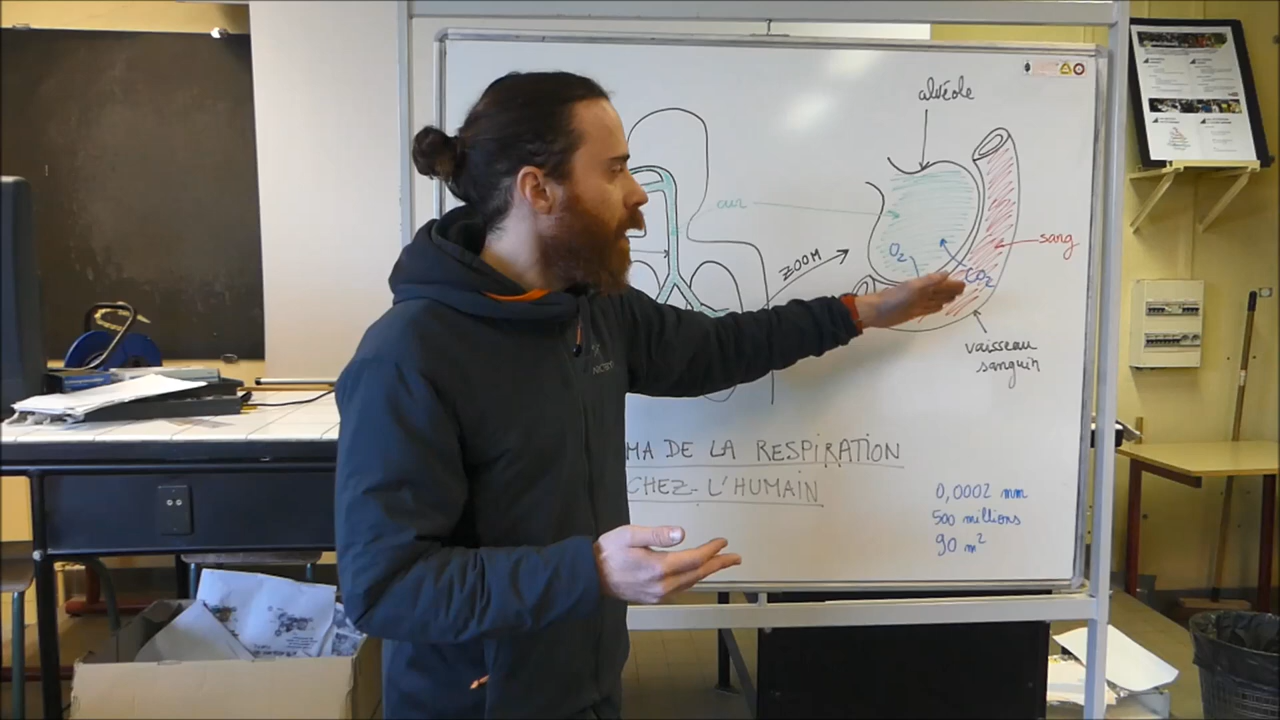 alvéole
air
O₂
CO₂
sang
ZOOM
vaisseau
sanguin
MA DE LA RESPIRATION
CHEZ-L'HUMAIN
0,0002 mm
500 millions
90 m²